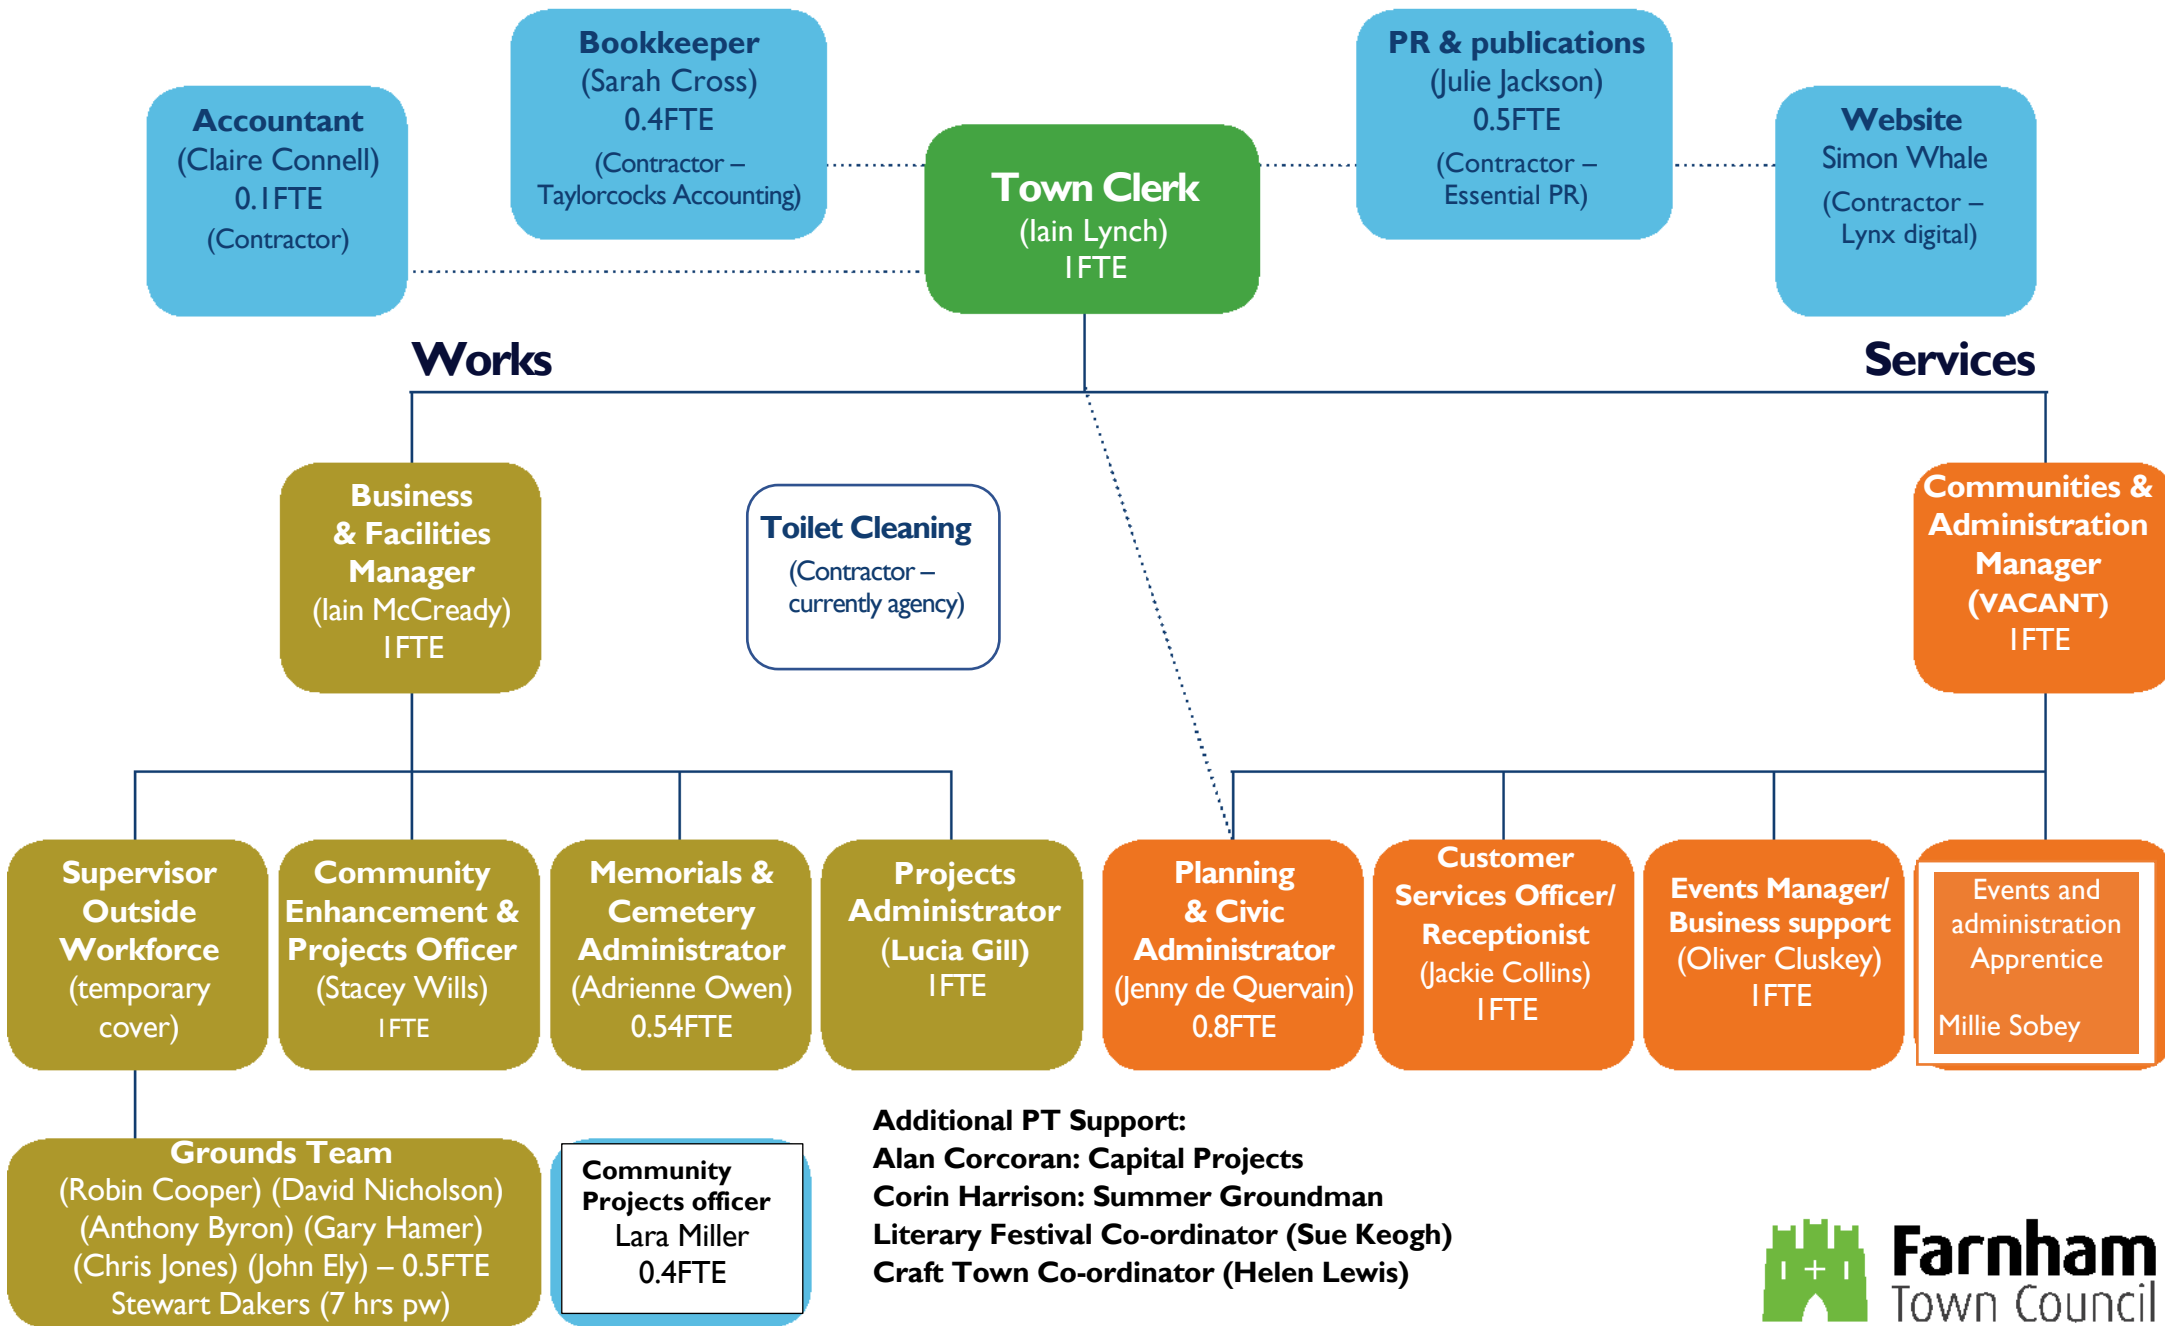 Bookkeeper
(Sarah Cross)
0.4FTE
(Contractor –
Taylorcocks Accounting)
PR & publications
(Julie Jackson)
0.5FTE
(Contractor –
Essential PR)
Accountant
(Claire Connell)
0.1FTE
(Contractor)
Town Clerk
(Iain Lynch)
1FTE
Website
Simon Whale
(Contractor –
Lynx digital)
Works
Services
Business
& Facilities
Manager
(Iain McCready)
1FTE
Toilet Cleaning
(Contractor –
currently agency)
Communities &
Administration
Manager
(VACANT)
1FTE
Supervisor
Outside
Workforce
(temporary
cover)
Community
Enhancement &
Projects Officer
(Stacey Wills)
1FTE
Memorials &
Cemetery
Administrator
(Adrienne Owen)
0.54FTE
Projects
Administrator
(Lucia Gill)
1FTE
Planning
& Civic
Administrator
(Jenny de Quervain)
0.8FTE
Customer
Services Officer/
Receptionist
(Jackie Collins)
1FTE
Events Manager/
Business support
(Oliver Cluskey)
1FTE
Events and
administration
Apprentice
Millie Sobey
Grounds Team
(Robin Cooper) (David Nicholson)
(Anthony Byron) (Gary Hamer)
(Chris Jones) (John Ely) – 0.5FTE
Stewart Dakers (7 hrs pw)
Community
Projects officer
Lara Miller
0.4FTE
Additional PT Support:
Alan Corcoran: Capital Projects
Corin Harrison: Summer Groundman
Literary Festival Co-ordinator (Sue Keogh)
Craft Town Co-ordinator (Helen Lewis)
Farnham
Town Council